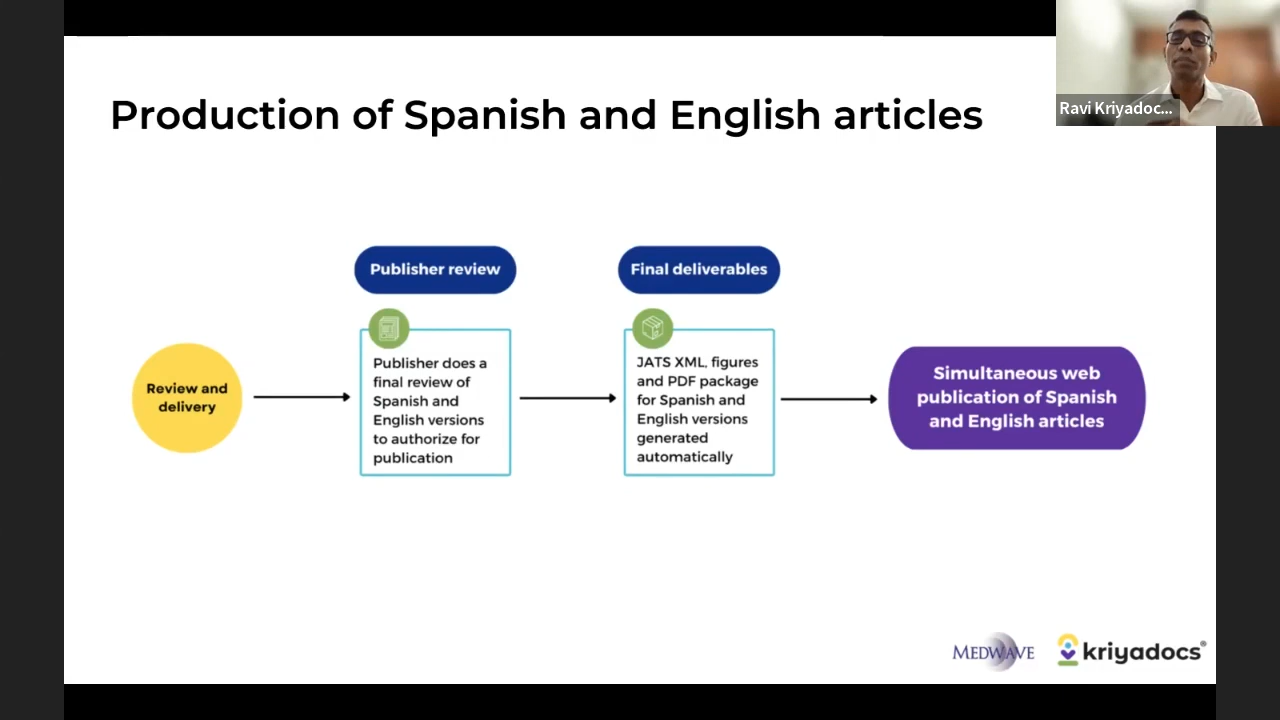 Ravi Kriyadoc...
Production of Spanish and English articles
Review and
delivery
Publisher review
Publisher does a
final review of
Spanish and
English versions
to authorize for
publication
Final deliverables
JATS XML, figures
and PDF package
for Spanish and
English versions
generated
automatically
Simultaneous web
publication of Spanish
and English articles
MEDWAVE
kriyadocs®